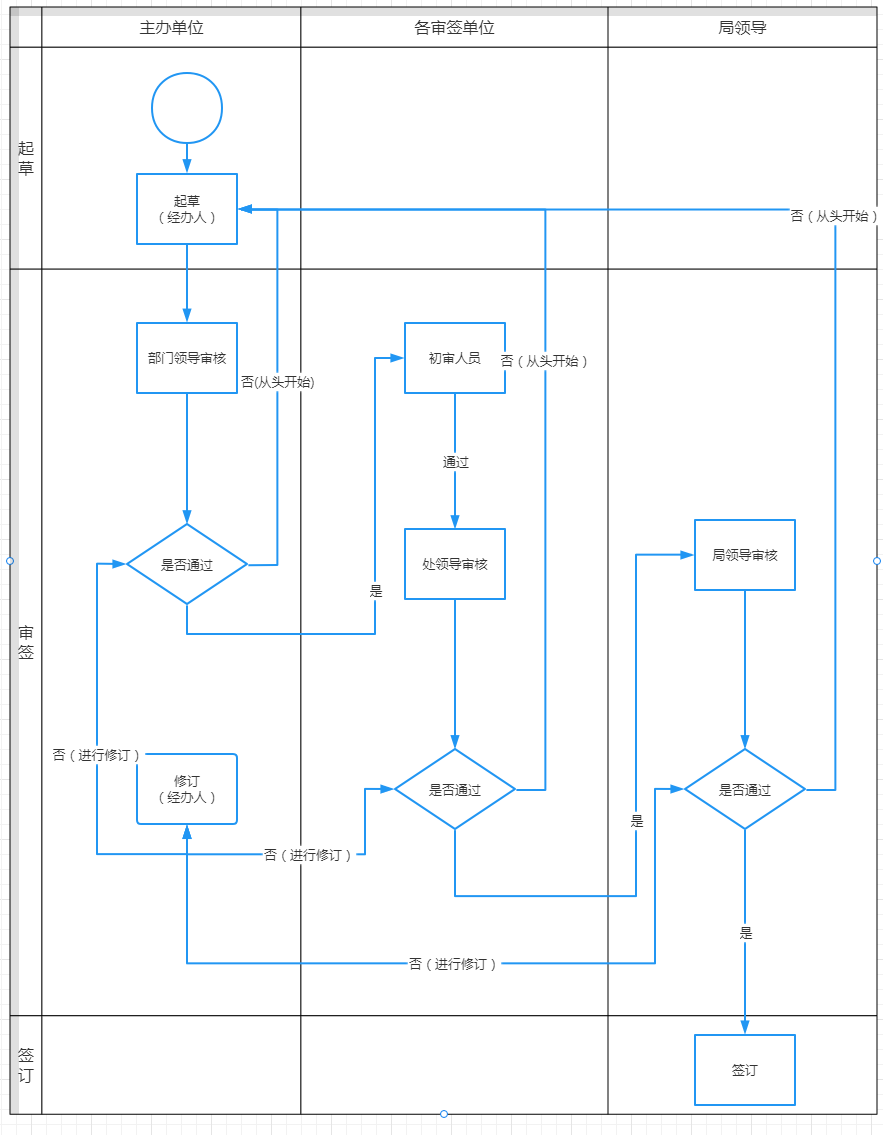 主办单位
各审签单位
局领导
起
草
起草
（经办人）
否（从头开始）
部门领导审核
否(从头开始)
初审人员
否（从头开始）
通过
是否通过
处领导审核
局领导审核
是
审
签
否（进行修订）
修订
（经办人）
是否通过
是否通过
是
否（进行修订）
是
否（进行修订）
签
订
签订